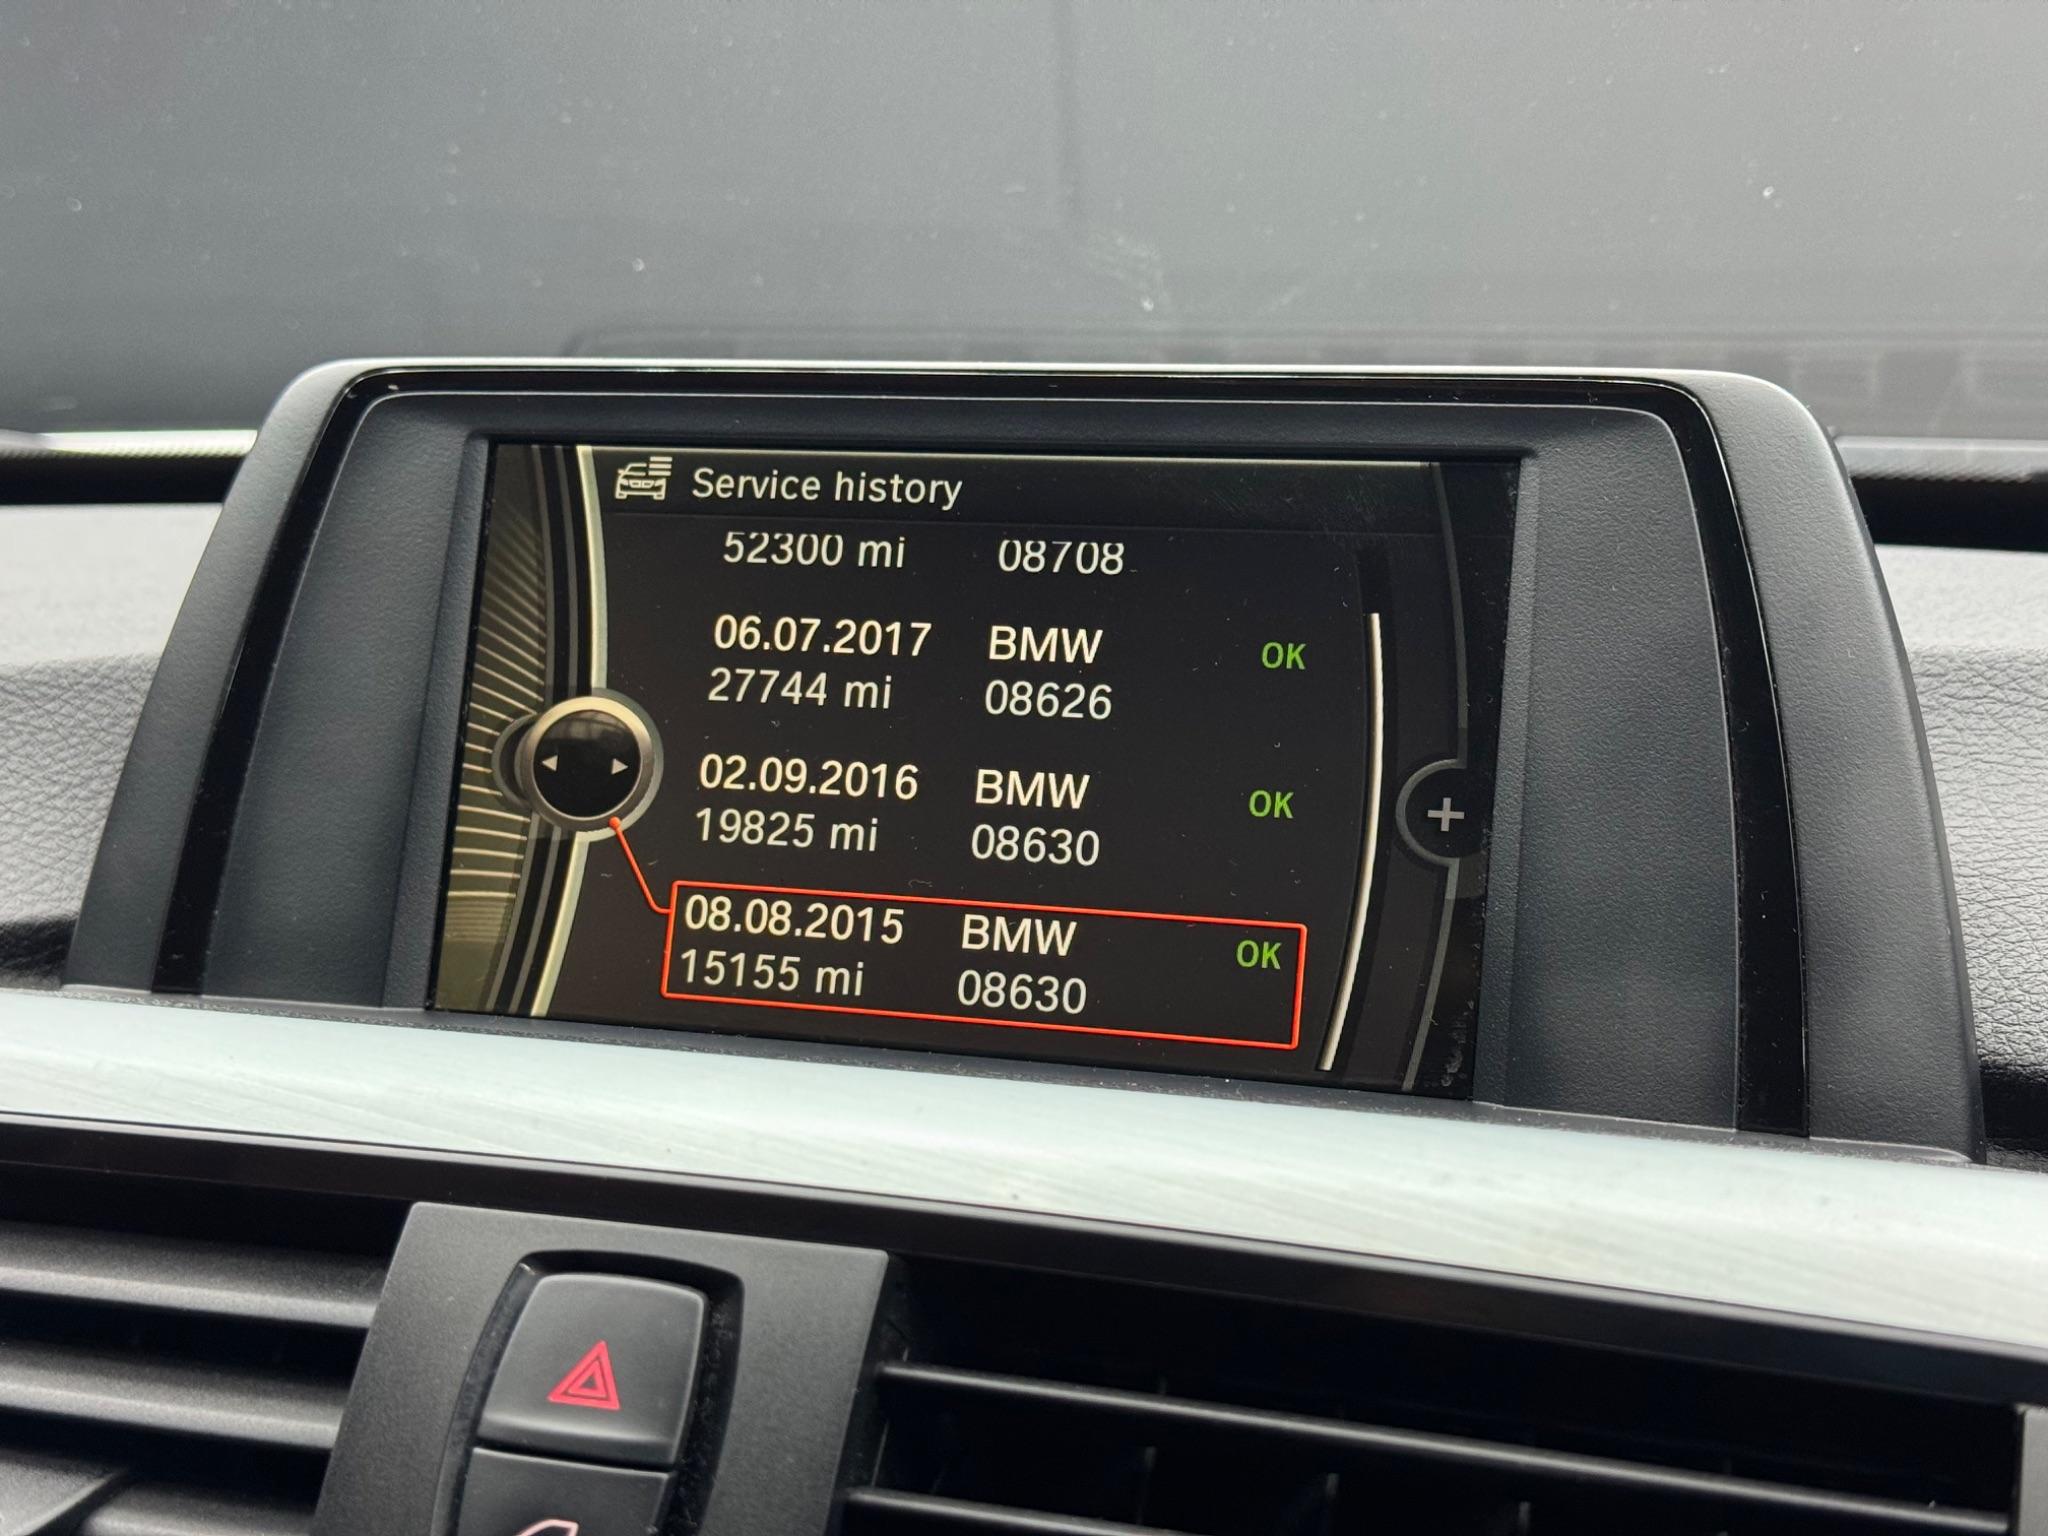 Service history
52300 mi 08708
06.07.2017 BMW OK
27744 mi 08626
02.09.2016 BMW OK
19825 mi 08630
08.08.2015 BMW OK
15155 mi 08630